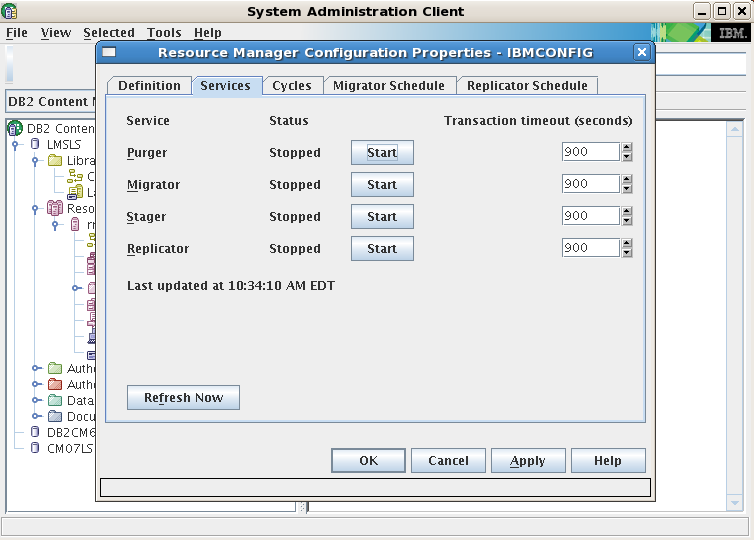 System Administration Client
File View Selected Tools Help
IBM.
Resource Manager Configuration Properties - IBMCONFIG
Definition Services Cycles Migrator Schedule Replicator Schedule
Service Status Transaction timeout (seconds)
Purger Stopped Start 900
Migrator Stopped Start 900
Stager Stopped Start 900
Replicator Stopped Start 900
Last updated at 10:34:10 AM EDT
Refresh Now
OK Cancel Apply Help
DB2 Content
DB2 Conten
LMSLS
Libra
C
La
Reso
rr
Autho
Autho
Data
Docu
DB2CM6
CM07LS